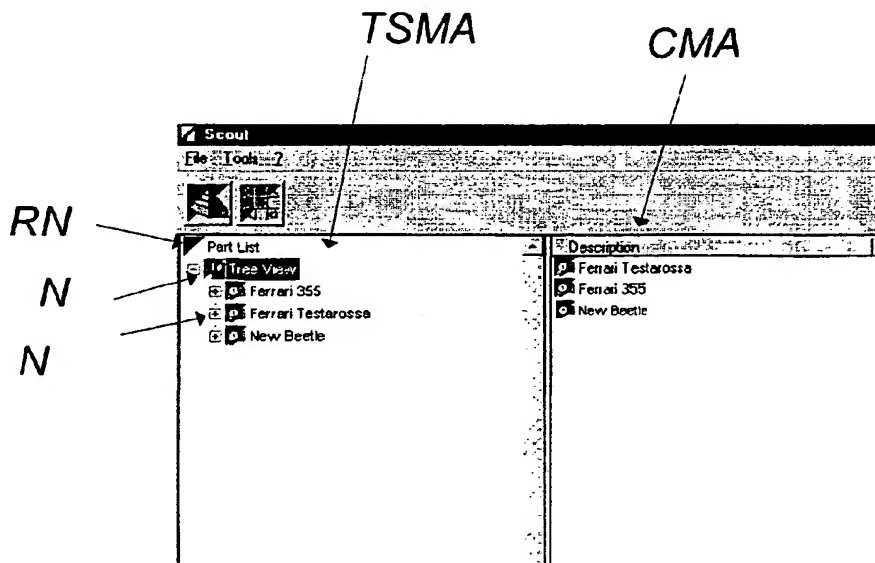 TSMA
CMA
Scout
File Tools ?
RN
Part List
Description
N
Tree View
Ferrari Testarossa
Ferrari 355
Ferrari 355
N
Ferrari Testarossa
New Beetle
New Beetle